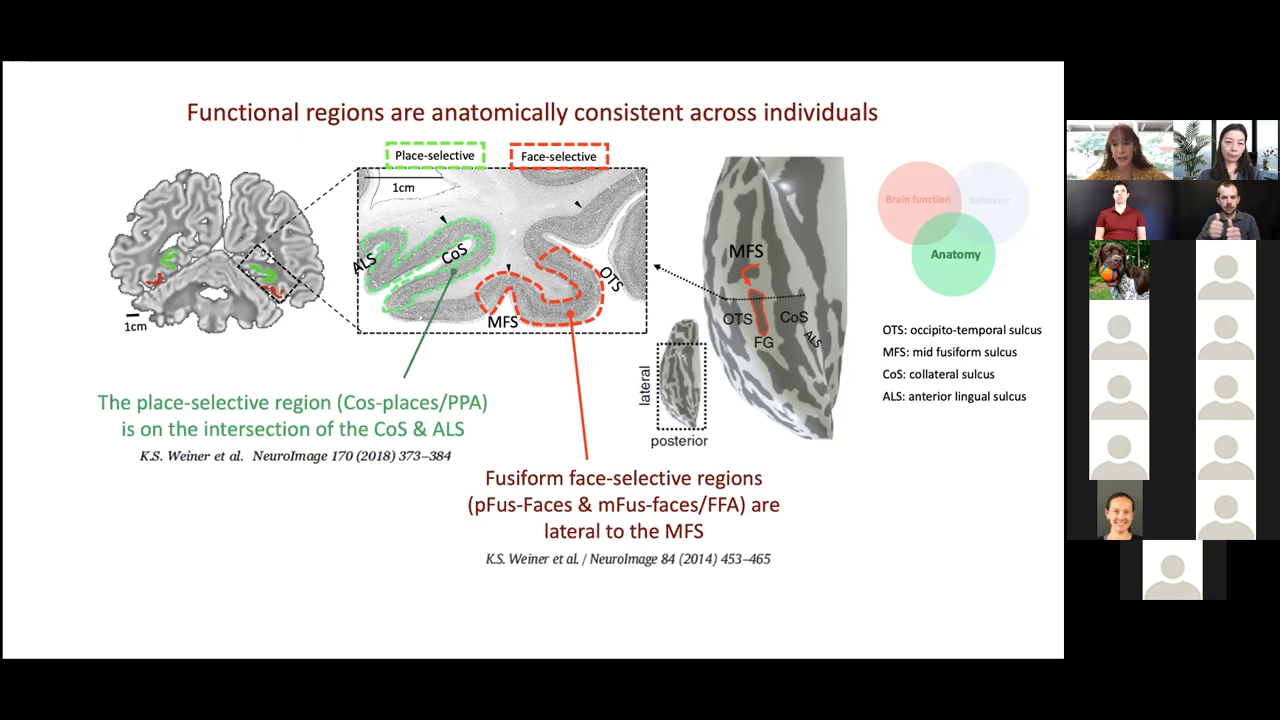 Functional regions are anatomically consistent across individuals
Place-selective
Face-selective
1cm
ALS
CoS
OTS
MFS
1cm
MFS
OTS
CoS
FG
ALS
lateral
posterior
Brain function
Behavior
Anatomy
OTS: occipito-temporal sulcus
MFS: mid fusiform sulcus
CoS: collateral sulcus
ALS: anterior lingual sulcus
The place-selective region (Cos-places/PPA)
is on the intersection of the CoS & ALS
K.S. Weiner et al. NeuroImage 170 (2018) 373–384
Fusiform face-selective regions
(pFus-Faces & mFus-faces/FFA) are
lateral to the MFS
K.S. Weiner et al. / NeuroImage 84 (2014) 453–465